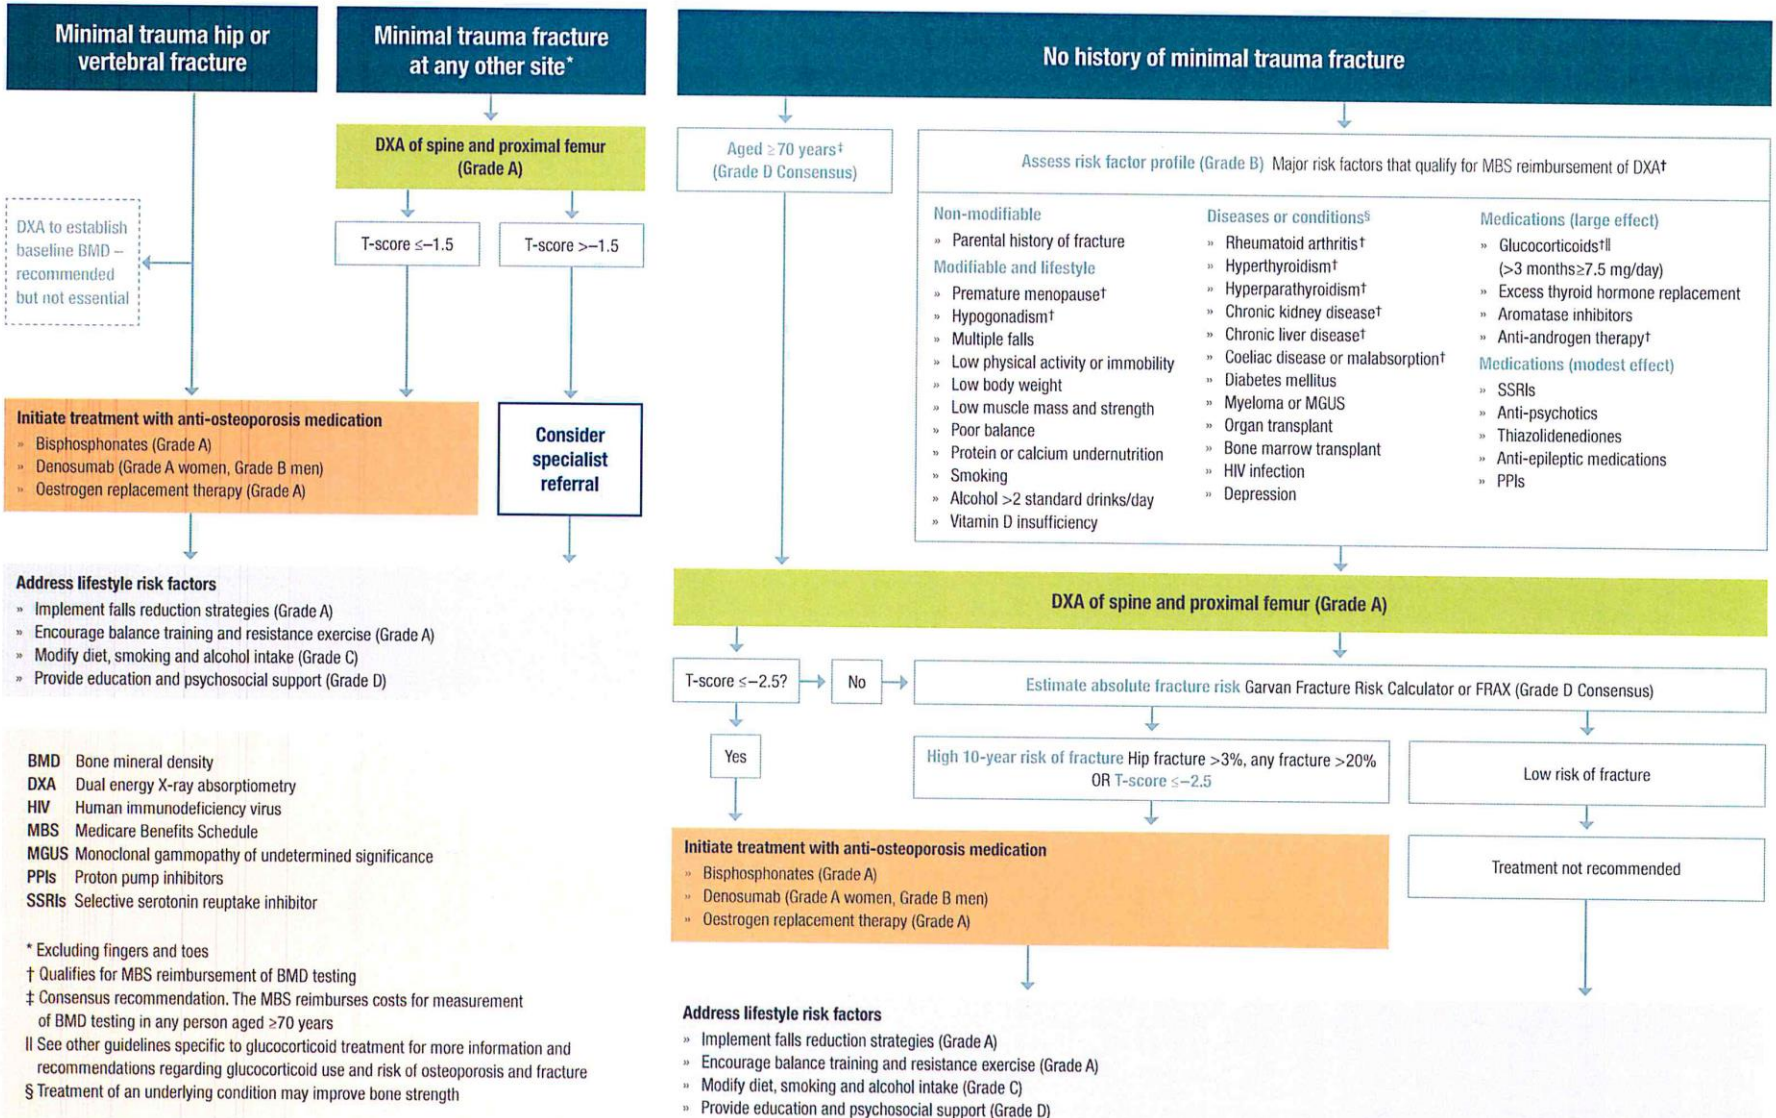 Minimal trauma hip or
vertebral fracture
Minimal trauma fracture
at any other site*
No history of minimal trauma fracture
DXA to establish
baseline BMD –
recommended
but not essential
DXA of spine and proximal femur
(Grade A)
T-score ≤–1.5
T-score >–1.5
Initiate treatment with anti-osteoporosis medication
» Bisphosphonates (Grade A)
» Denosumab (Grade A women, Grade B men)
» Oestrogen replacement therapy (Grade A)
Consider
specialist
referral
Address lifestyle risk factors
» Implement falls reduction strategies (Grade A)
» Encourage balance training and resistance exercise (Grade A)
» Modify diet, smoking and alcohol intake (Grade C)
» Provide education and psychosocial support (Grade D)
Aged ≥70 years‡
(Grade D Consensus)
Assess risk factor profile (Grade B) Major risk factors that qualify for MBS reimbursement of DXA†
Non-modifiable
» Parental history of fracture
Modifiable and lifestyle
» Premature menopause†
» Hypogonadism†
» Multiple falls
» Low physical activity or immobility
» Low body weight
» Low muscle mass and strength
» Poor balance
» Protein or calcium undernutrition
» Smoking
» Alcohol >2 standard drinks/day
» Vitamin D insufficiency
Diseases or conditions§
» Rheumatoid arthritis†
» Hyperthyroidism†
» Hyperparathyroidism†
» Chronic kidney disease†
» Chronic liver disease†
» Coeliac disease or malabsorption†
» Diabetes mellitus
» Myeloma or MGUS
» Organ transplant
» Bone marrow transplant
» HIV infection
» Depression
Medications (large effect)
» Glucocorticoids†||
(>3 months≥7.5 mg/day)
» Excess thyroid hormone replacement
» Aromatase inhibitors
» Anti-androgen therapy†
Medications (modest effect)
» SSRIs
» Anti-psychotics
» Thiazolidenediones
» Anti-epileptic medications
» PPIs
DXA of spine and proximal femur (Grade A)
T-score ≤–2.5?
No
Estimate absolute fracture risk Garvan Fracture Risk Calculator or FRAX (Grade D Consensus)
Yes
High 10-year risk of fracture Hip fracture >3%, any fracture >20%
OR T-score ≤–2.5
Low risk of fracture
Initiate treatment with anti-osteoporosis medication
» Bisphosphonates (Grade A)
» Denosumab (Grade A women, Grade B men)
» Oestrogen replacement therapy (Grade A)
Treatment not recommended
Address lifestyle risk factors
» Implement falls reduction strategies (Grade A)
» Encourage balance training and resistance exercise (Grade A)
» Modify diet, smoking and alcohol intake (Grade C)
» Provide education and psychosocial support (Grade D)
BMD Bone mineral density
DXA Dual energy X-ray absorptiometry
HIV Human immunodeficiency virus
MBS Medicare Benefits Schedule
MGUS Monoclonal gammopathy of undetermined significance
PPIs Proton pump inhibitors
SSRIs Selective serotonin reuptake inhibitor
* Excluding fingers and toes
† Qualifies for MBS reimbursement of BMD testing
‡ Consensus recommendation. The MBS reimburses costs for measurement
of BMD testing in any person aged ≥70 years
|| See other guidelines specific to glucocorticoid treatment for more information and
recommendations regarding glucocorticoid use and risk of osteoporosis and fracture
§ Treatment of an underlying condition may improve bone strength